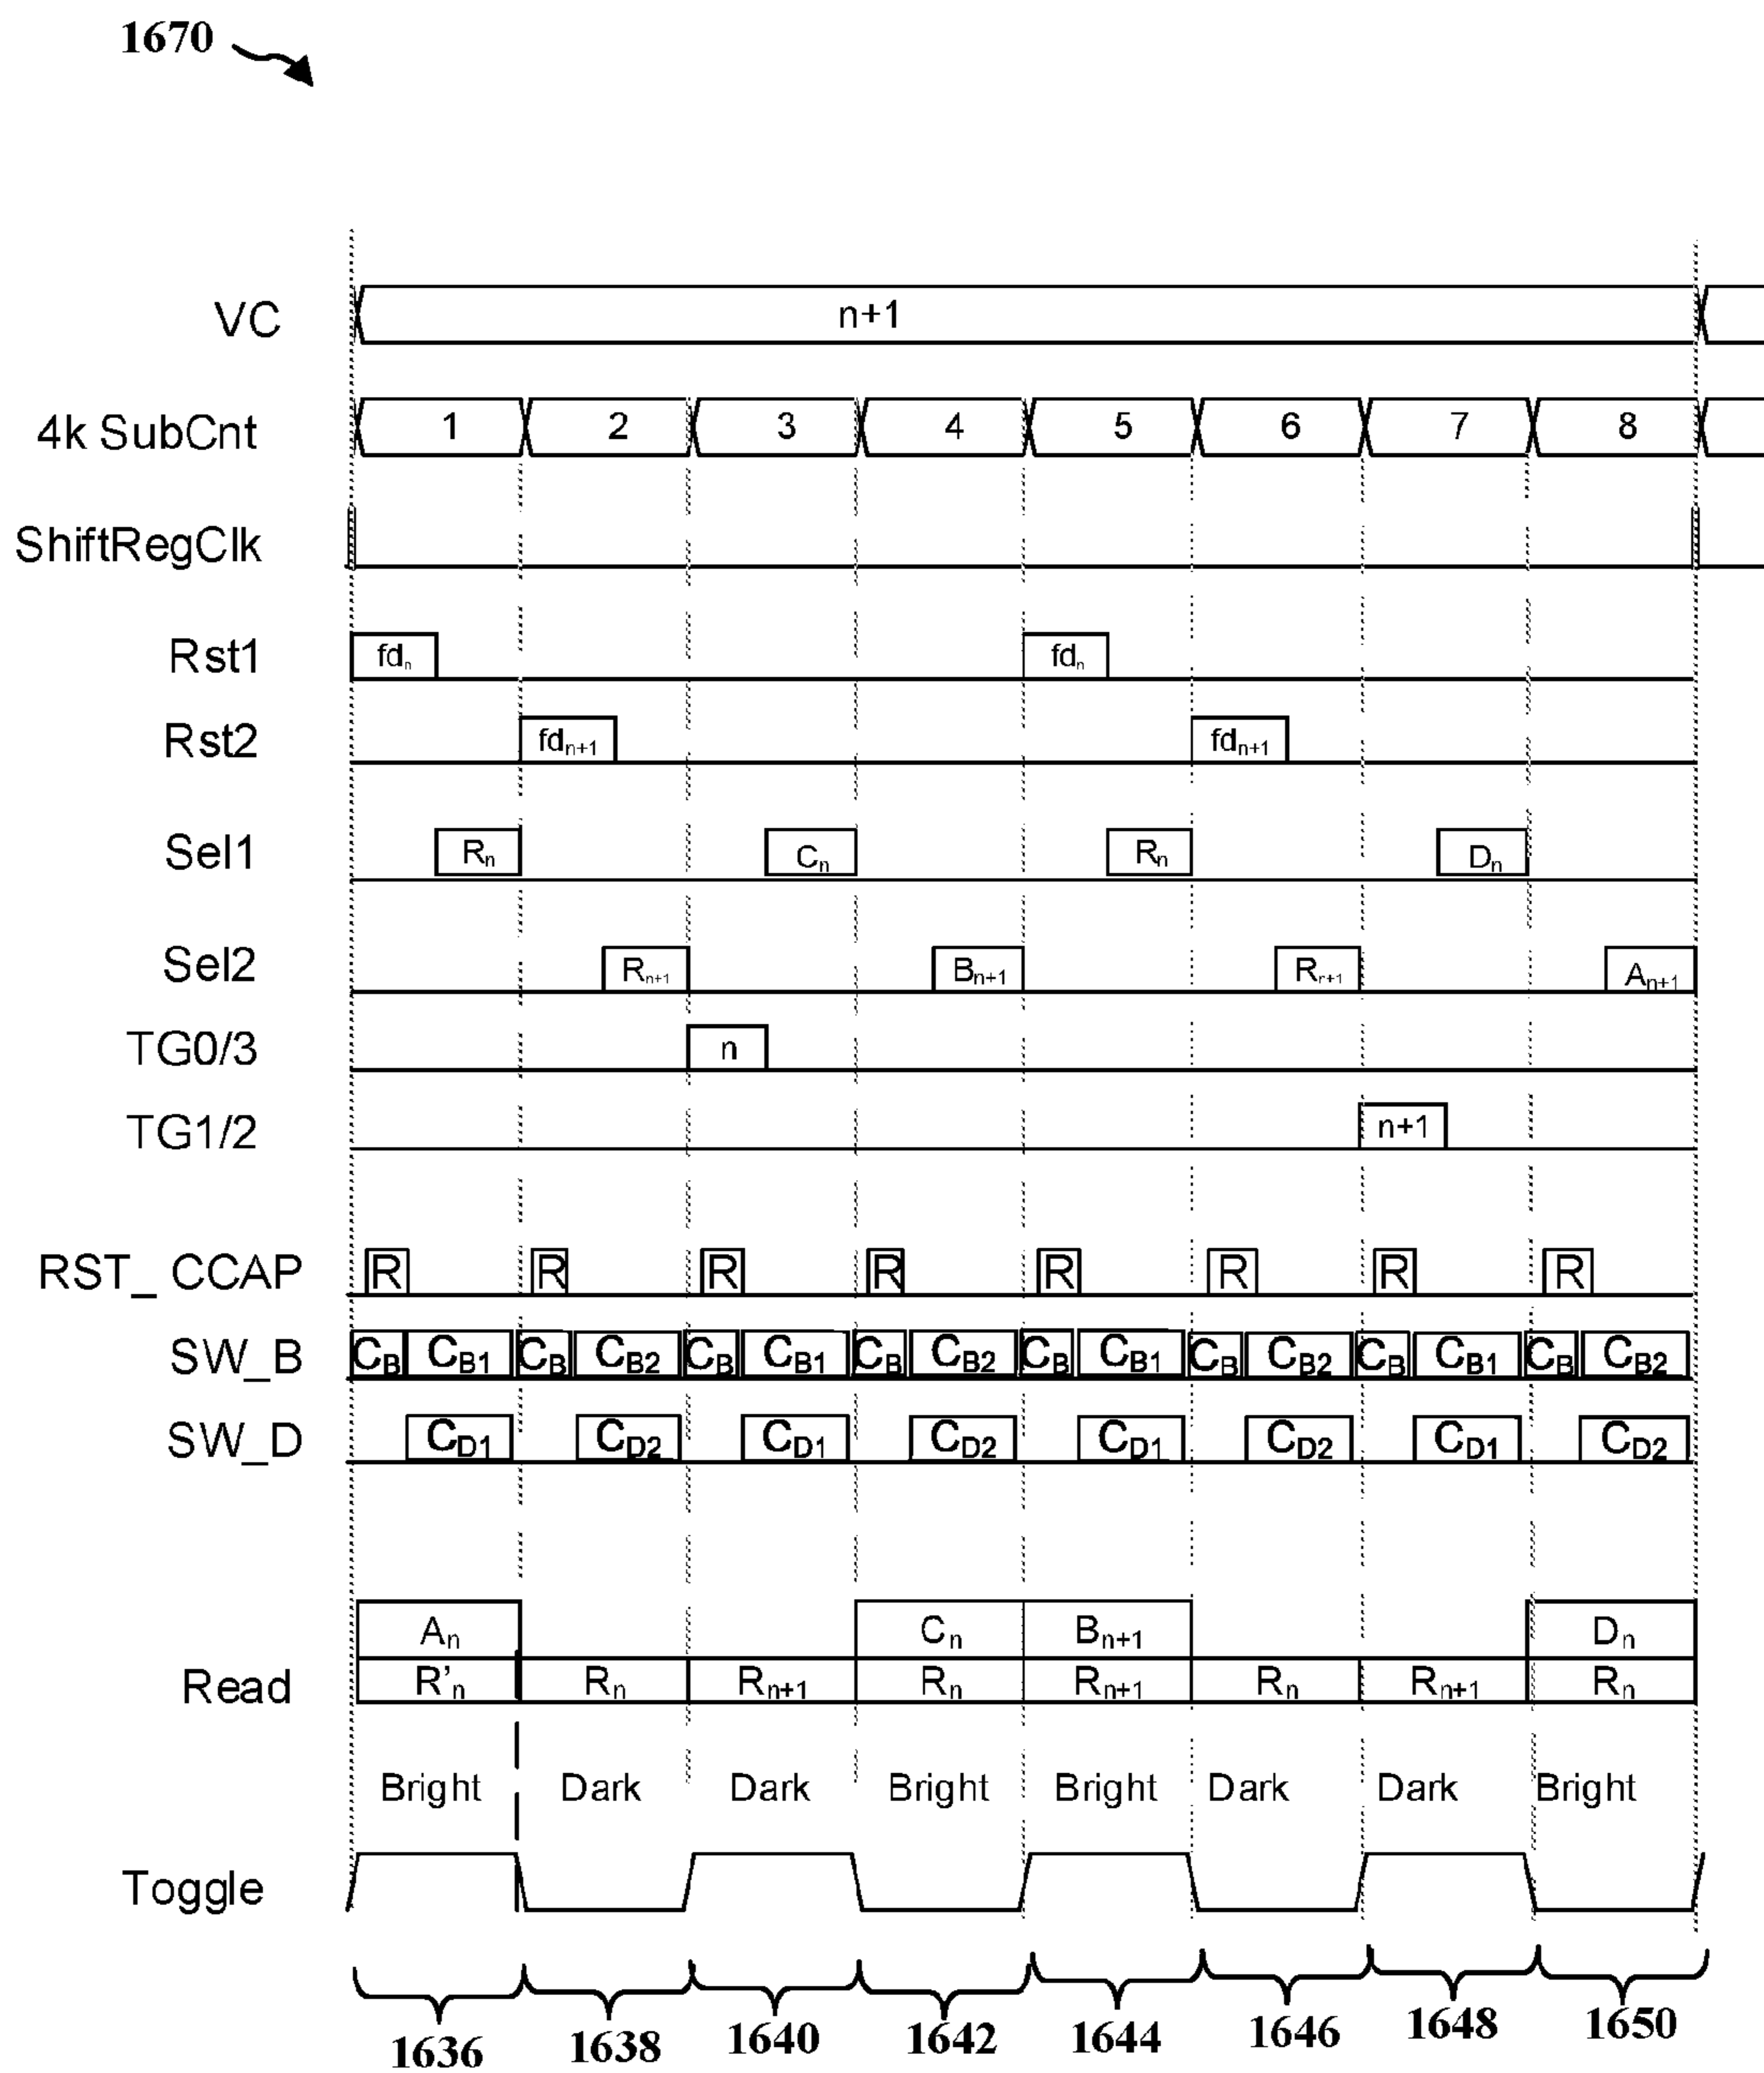 1670
VC n+1
4k SubCnt 1 2 3 4 5 6 7 8
ShiftRegClk
Rst1 fdn fdn
Rst2 fdn+1 fdn+1
Sel1 Rn Cn Rn Dn
Sel2 Rn+1 Bn+1 Rr+1 An+1
TG0/3 n
TG1/2 n+1
RST_ CCAP R R R R R R R R
SW_B CB CB1 CB CB2 CB CB1 CB CB2 CB CB1 CB CB2 CB CB1 CB CB2
SW_D CD1 CD2 CD1 CD2 CD1 CD2 CD1 CD2
An Cn Bn+1 Dn
Read R'n Rn Rn+1 Rn Rn+1 Rn Rn+1 Rn
Bright Dark Dark Bright Bright Dark Dark Bright
Toggle
1636 1638 1640 1642 1644 1646 1648 1650